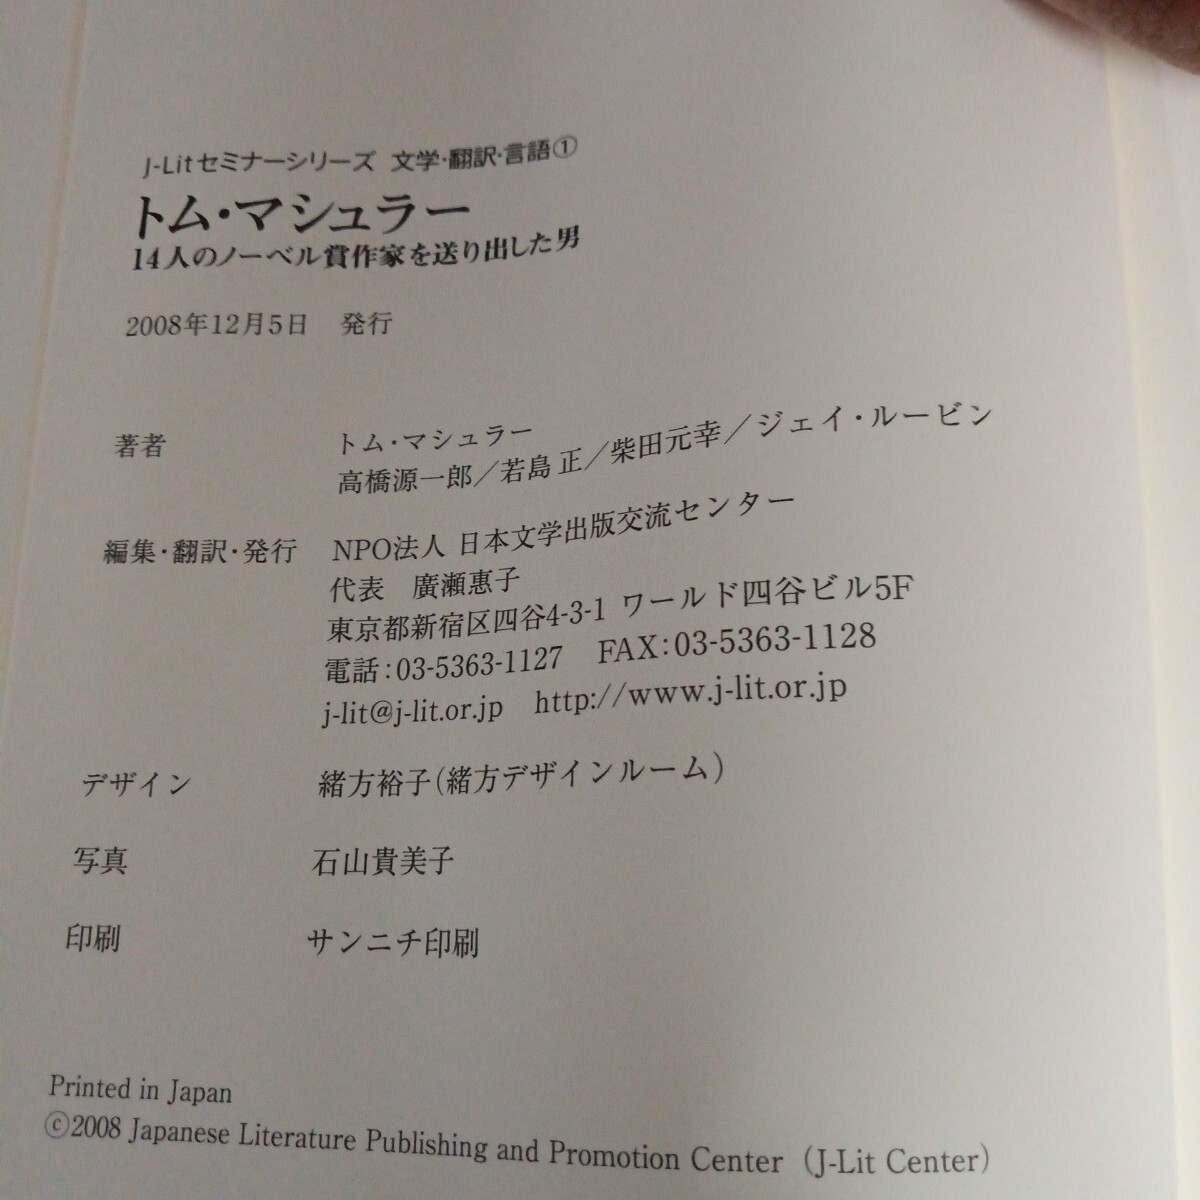 J-Litセミナーシリーズ 文学・翻訳・言語①
トム・マシュラー
14人のノーベル賞作家を送り出した男
2008年12月5日 発行
著者 トム・マシュラー
高橋源一郎／若島 正／柴田元幸／ジェイ・ルービン
編集・翻訳・発行 NPO法人 日本文学出版交流センター
代表 廣瀬恵子
東京都新宿区四谷4-3-1 ワールド四谷ビル5F
電話：03-5363-1127 FAX：03-5363-1128
j-lit@j-lit.or.jp http://www.j-lit.or.jp
デザイン 緒方裕子（緒方デザインルーム）
写真 石山貴美子
印刷 サンニチ印刷
Printed in Japan
©2008 Japanese Literature Publishing and Promotion Center（J-Lit Center）